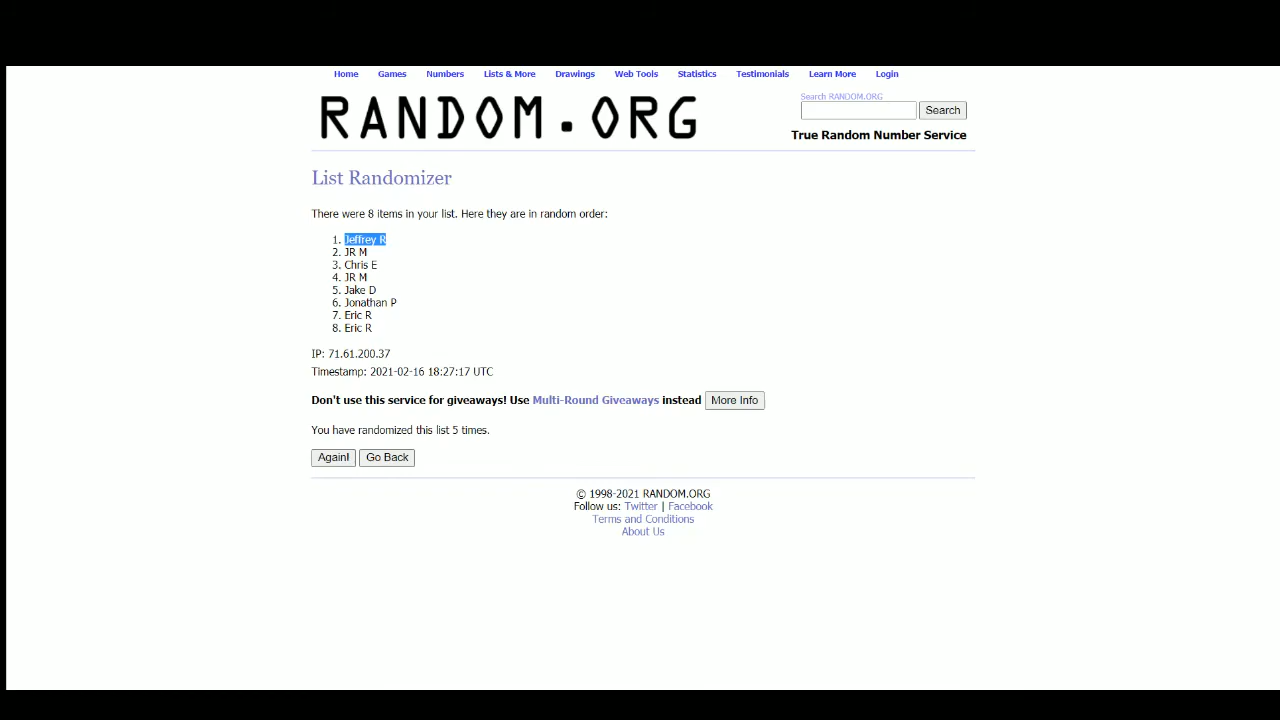 Home Games Numbers Lists & More Drawings Web Tools Statistics Testimonials Learn More Login
RANDOM.ORG
Search RANDOM.ORG
Search
True Random Number Service
List Randomizer
There were 8 items in your list. Here they are in random order:
1. Jeffrey R
2. JR M
3. Chris E
4. JR M
5. Jake D
6. Jonathan P
7. Eric R
8. Eric R
IP: 71.61.200.37
Timestamp: 2021-02-16 18:27:17 UTC
Don't use this service for giveaways! Use Multi-Round Giveaways instead More Info
You have randomized this list 5 times.
Again! Go Back
© 1998-2021 RANDOM.ORG
Follow us: Twitter | Facebook
Terms and Conditions
About Us